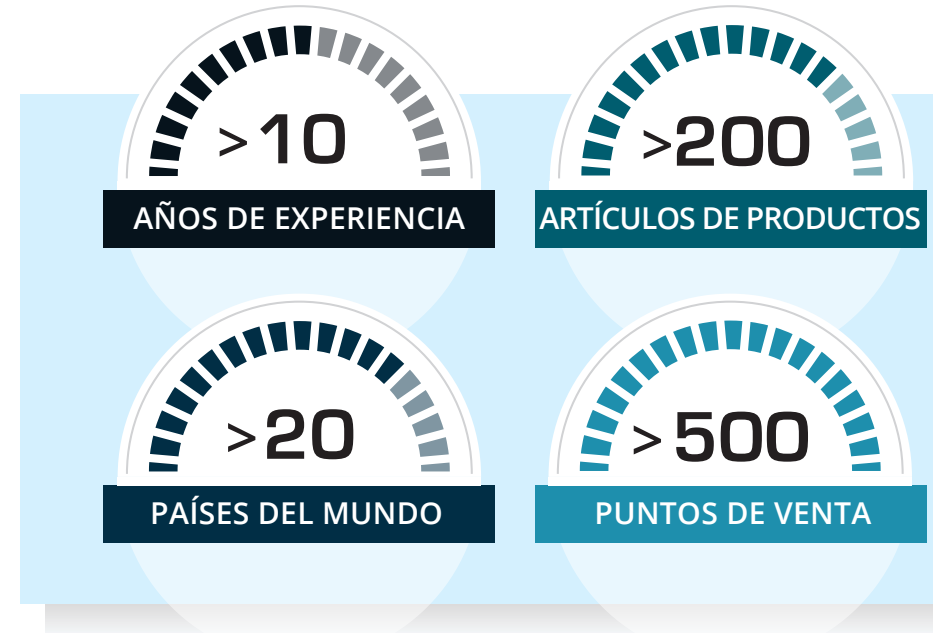 >10
AÑOS DE EXPERIENCIA
>200
ARTÍCULOS DE PRODUCTOS
>20
PAÍSES DEL MUNDO
>500
PUNTOS DE VENTA